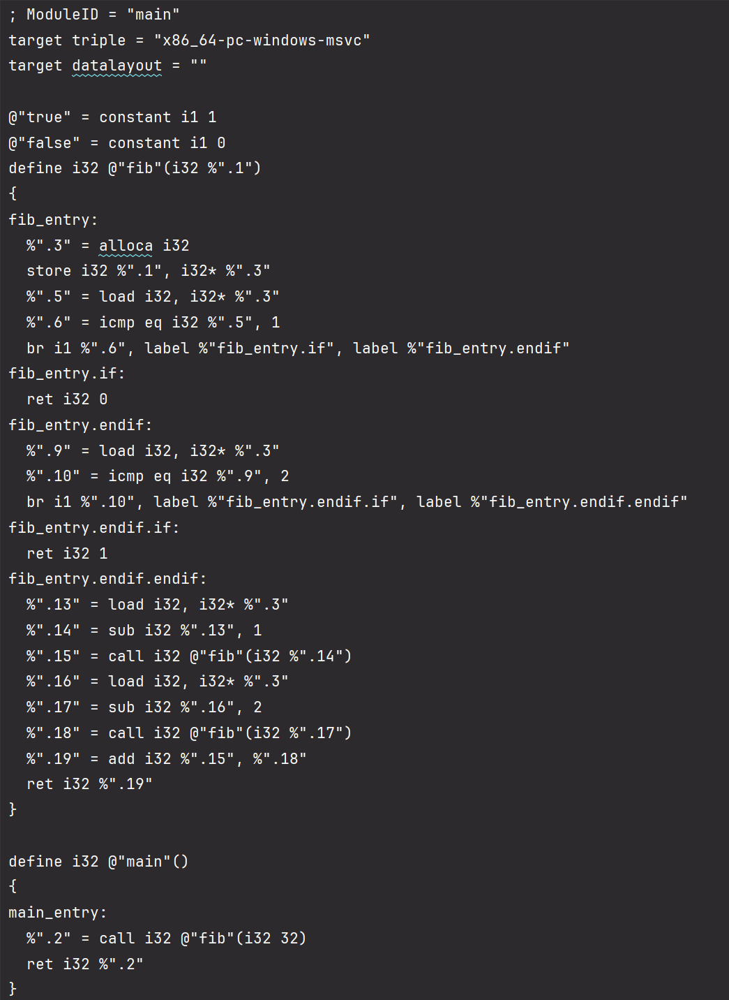 ; ModuleID = "main"
target triple = "x86_64-pc-windows-msvc"
target datalayout = ""

@"true" = constant i1 1
@"false" = constant i1 0
define i32 @"fib"(i32 %".1")
{
fib_entry:
  %".3" = alloca i32
  store i32 %".1", i32* %".3"
  %".5" = load i32, i32* %".3"
  %".6" = icmp eq i32 %".5", 1
  br i1 %".6", label %"fib_entry.if", label %"fib_entry.endif"
fib_entry.if:
  ret i32 0
fib_entry.endif:
  %".9" = load i32, i32* %".3"
  %".10" = icmp eq i32 %".9", 2
  br i1 %".10", label %"fib_entry.endif.if", label %"fib_entry.endif.endif"
fib_entry.endif.if:
  ret i32 1
fib_entry.endif.endif:
  %".13" = load i32, i32* %".3"
  %".14" = sub i32 %".13", 1
  %".15" = call i32 @"fib"(i32 %".14")
  %".16" = load i32, i32* %".3"
  %".17" = sub i32 %".16", 2
  %".18" = call i32 @"fib"(i32 %".17")
  %".19" = add i32 %".15", %".18"
  ret i32 %".19"
}

define i32 @"main"()
{
main_entry:
  %".2" = call i32 @"fib"(i32 32)
  ret i32 %".2"
}